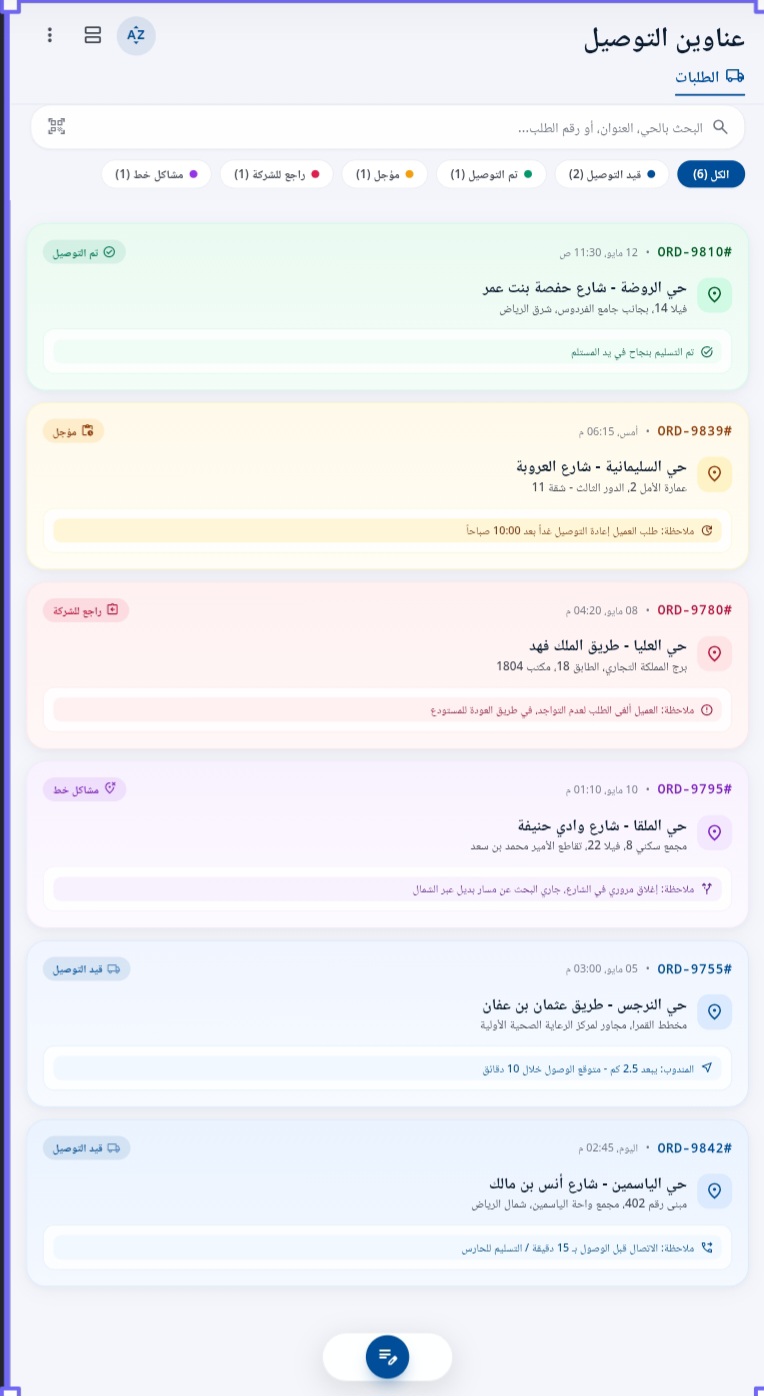 عناوين التوصيل
AZ
الطلبات
البحث بالحي، العنوان، أو رقم الطلب...
الكل (6)
قيد التوصيل (2)
تم التوصيل (1)
مؤجل (1)
راجع للشركة (1)
مشاكل خط (1)
ORD-9810# • 12 مايو، 11:30 ص
تم التوصيل
حي الروضة - شارع حفصة بنت عمر
فيلا 14، بجانب جامع الفردوس، شرق الرياض
تم التسليم بنجاح في يد المستلم
ORD-9839# • أمس، 06:15 م
مؤجل
حي السليمانية - شارع العروبة
عمارة الأمل 2، الدور الثالث - شقة 11
ملاحظة: طلب العميل إعادة التوصيل غداً بعد 10:00 صباحاً
ORD-9780# • 08 مايو، 04:20 م
راجع للشركة
حي العليا - طريق الملك فهد
برج المملكة التجاري، الطابق 18، مكتب 1804
ملاحظة: العميل ألغى الطلب لعدم التواجد، في طريق العودة للمستودع
ORD-9795# • 10 مايو، 01:10 م
مشاكل خط
حي الملقا - شارع وادي حنيفة
مجمع سكني 8، فيلا 22، تقاطع الأمير محمد بن سعد
ملاحظة: إغلاق مروري في الشارع، جاري البحث عن مسار بديل عبر الشمال
ORD-9755# • 05 مايو، 03:00 م
قيد التوصيل
حي النرجس - طريق عثمان بن عفان
مخطط القمرا، مجاور لمركز الرعاية الصحية الأولية
المندوب: يبعد 2.5 كم - متوقع الوصول خلال 10 دقائق
ORD-9842# • اليوم، 02:45 م
قيد التوصيل
حي الياسمين - شارع أنس بن مالك
مبنى رقم 402، مجمع واحة الياسمين، شمال الرياض
ملاحظة: الاتصال قبل الوصول بـ 15 دقيقة / التسليم للحارس